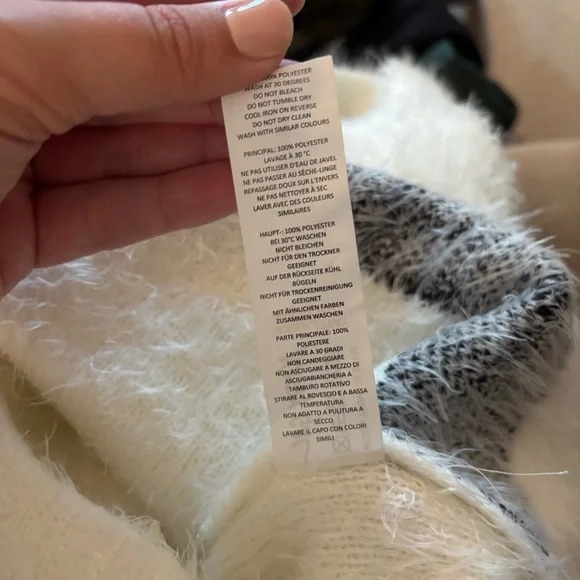 100% POLYESTER
WASH AT 30 DEGREES
DO NOT BLEACH
DO NOT TUMBLE DRY
COOL IRON ON REVERSE
DO NOT DRY CLEAN
WASH WITH SIMILAR COLOURS
PRINCIPAL: 100% POLYESTER
LAVAGE À 30 °C
NE PAS UTILISER D'EAU DE JAVEL
NE PAS PASSER AU SÈCHE-LINGE
REPASSAGE DOUX SUR L'ENVERS
NE PAS NETTOYER À SEC
LAVER AVEC DES COULEURS
SIMILAIRES
HAUPT-: 100% POLYESTER
BEI 30°C WASCHEN
NICHT BLEICHEN
NICHT FÜR DEN TROCKNER
GEEIGNET
AUF DER RÜCKSEITE KÜHL
BÜGELN
NICHT FÜR TROCKENREINIGUNG
GEEIGNET
MIT ÄHNLICHEN FARBEN
ZUSAMMEN WASCHEN
PARTE PRINCIPALE: 100%
POLIESTERE
LAVARE A 30 GRADI
NON CANDEGGIARE
NON ASCIUGARE A MEZZO DI
ASCIUGABIANCHERIA A
TAMBURO ROTATIVO
STIRARE AL ROVESCIO E A BASSA
TEMPERATURA
NON ADATTO A PULITURA A
SECCO
LAVARE IL CAPO CON COLORI
SIMILI